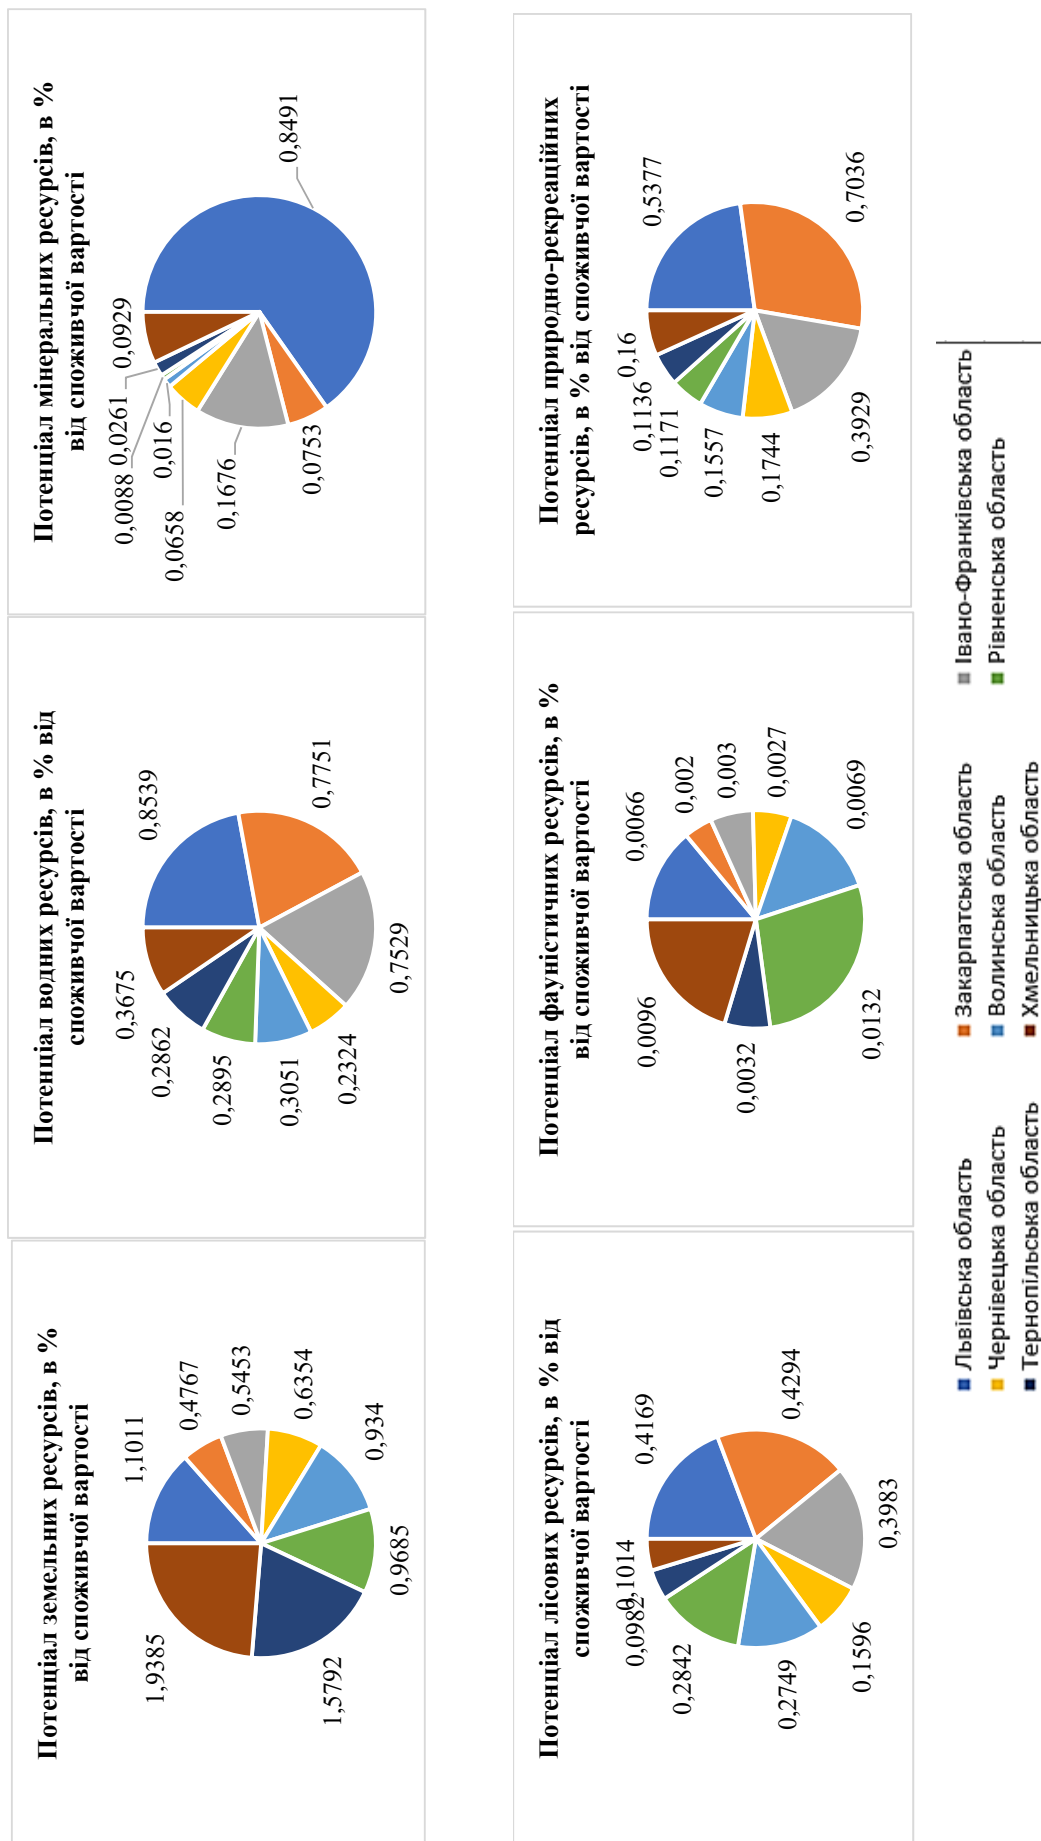 Потенціал земельних ресурсів, в %
від споживчої вартості
1,1011
0,4767
0,5453
0,6354
0,934
0,9685
1,5792
1,9385
Потенціал водних ресурсів, в % від
споживчої вартості
0,8539
0,7751
0,7529
0,2324
0,3051
0,2895
0,2862
0,3675
Потенціал мінеральних ресурсів, в %
від споживчої вартості
0,8491
0,0753
0,1676
0,0658
0,016
0,0088
0,0261
0,0929
Потенціал лісових ресурсів, в % від
споживчої вартості
0,4169
0,4294
0,3983
0,1596
0,2749
0,2842
0,0982
0,1014
Потенціал фауністичних ресурсів, в %
від споживчої вартості
0,0066
0,002
0,003
0,0027
0,0069
0,0132
0,0032
0,0096
Потенціал природно-рекреаційних
ресурсів, в % від споживчої вартості
0,5377
0,7036
0,3929
0,1744
0,1557
0,1171
0,1136
0,16
Львівська область
Закарпатська область
Івано-Франківська область
Чернівецька область
Волинська область
Рівненська область
Тернопільська область
Хмельницька область